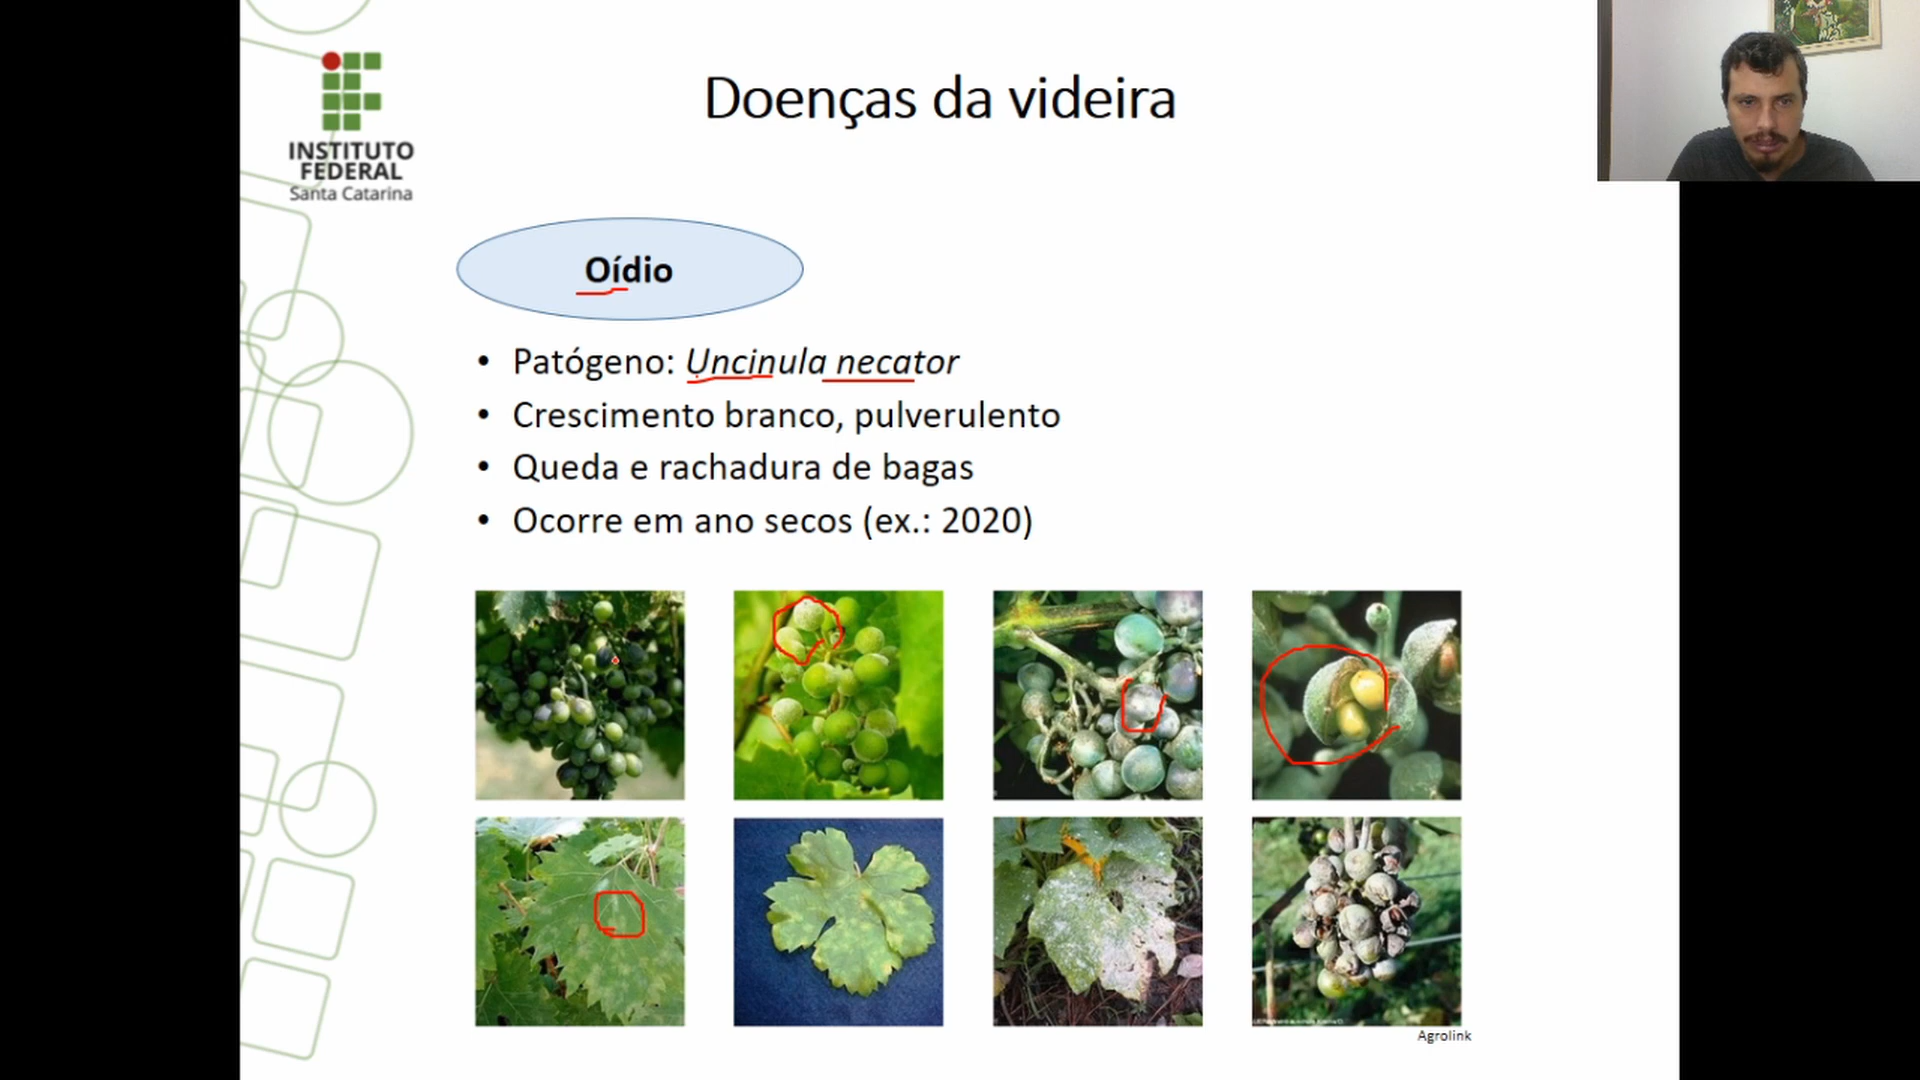 Doenças da videira
INSTITUTO
FEDERAL
Santa Catarina
Oídio
• Patógeno: Uncinula necator
• Crescimento branco, pulverulento
• Queda e rachadura de bagas
• Ocorre em ano secos (ex.: 2020)
Agrolink